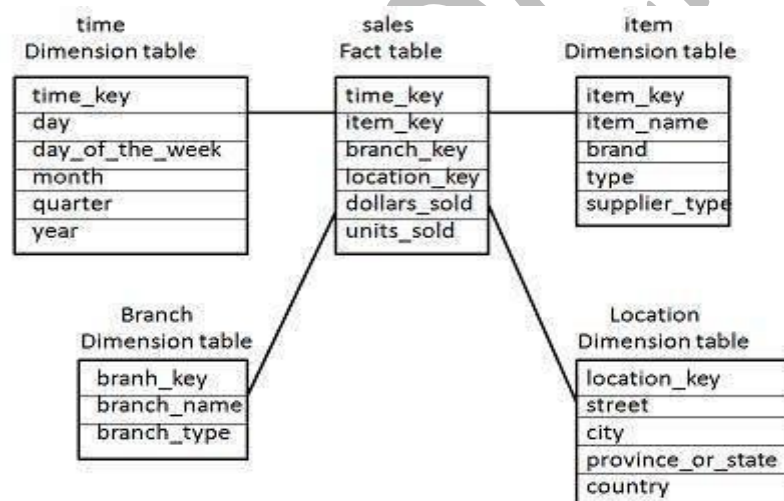 time
Dimension table
time_key
day
day_of_the_week
month
quarter
year
sales
Fact table
time_key
item_key
branch_key
location_key
dollars_sold
units_sold
item
Dimension table
item_key
item_name
brand
type
supplier_type
Branch
Dimension table
branh_key
branch_name
branch_type
Location
Dimension table
location_key
street
city
province_or_state
country